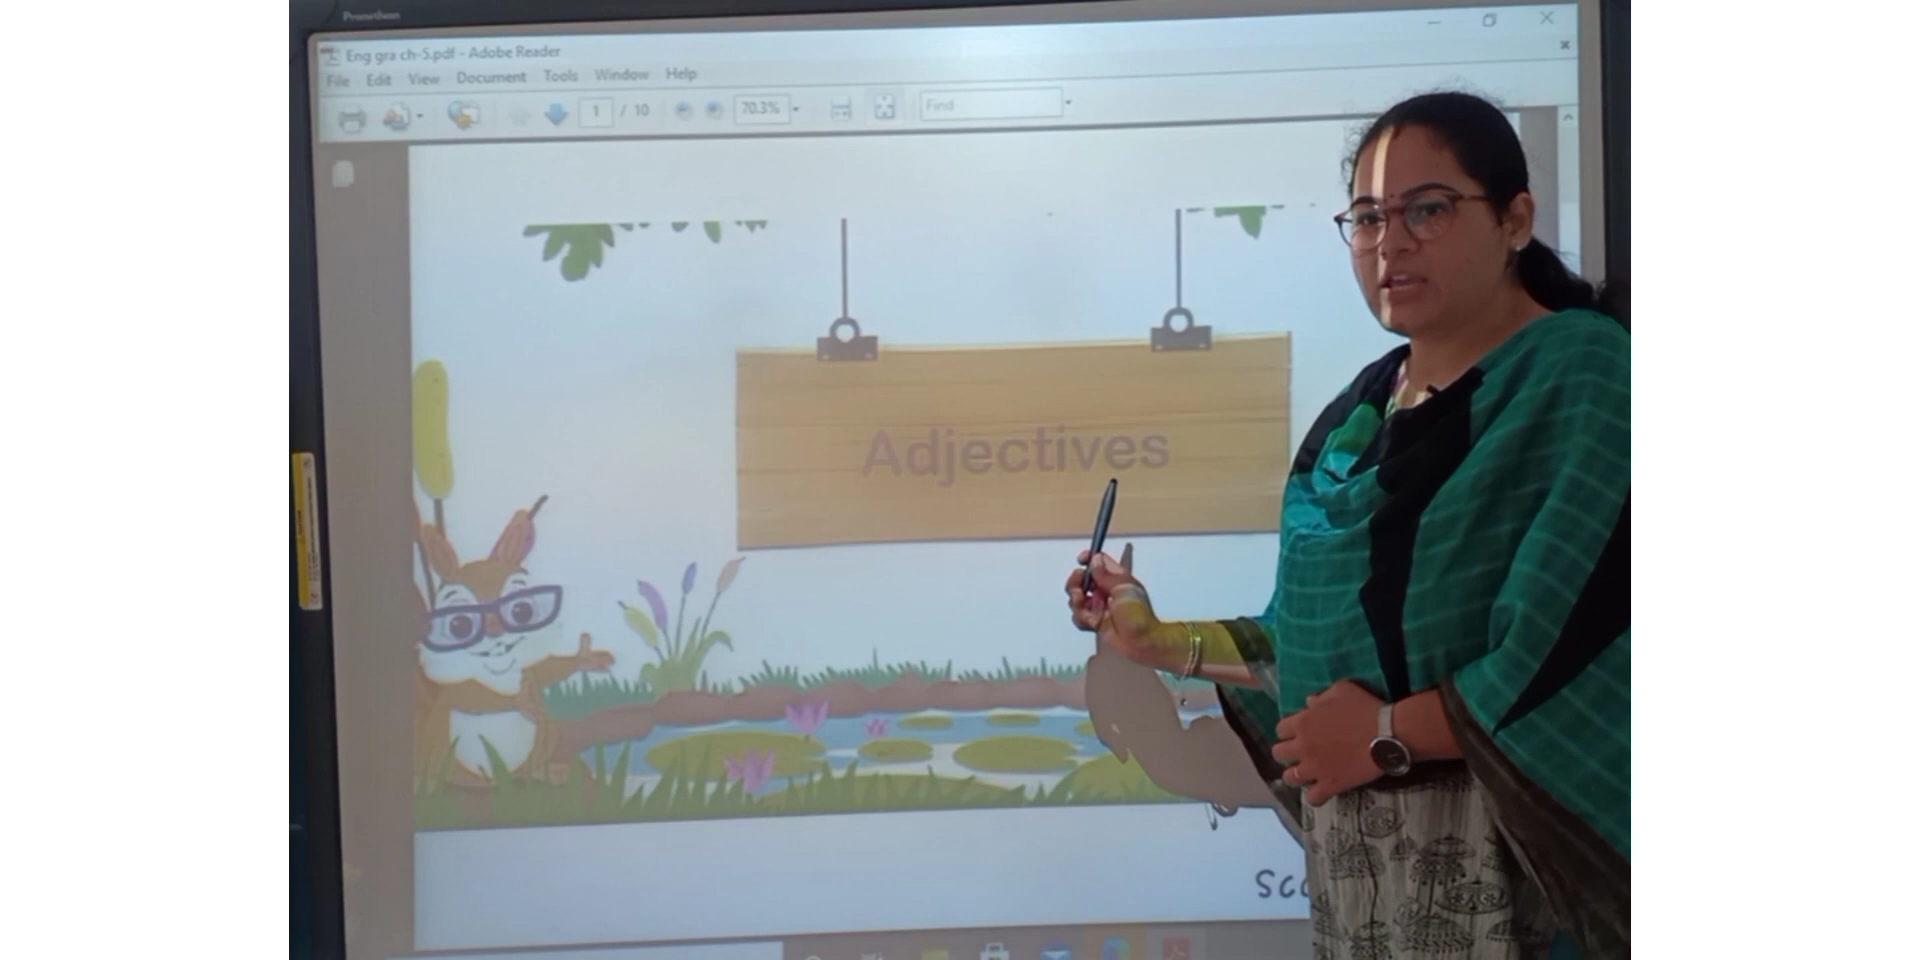 Promethean
Eng gra ch-5.pdf - Adobe Reader
File Edit View Document Tools Window Help
1 / 10 70.3% Find
Adjectives